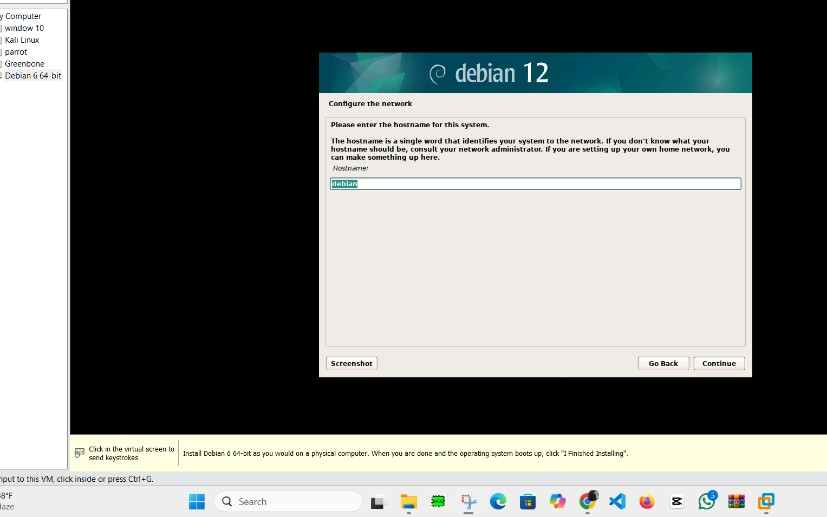 y Computer
window 10
Kali Linux
parrot
Greenbone
Debian 6 64-bit
debian 12
Configure the network
Please enter the hostname for this system.
The hostname is a single word that identifies your system to the network. If you don't know what your
hostname should be, consult your network administrator. If you are setting up your own home network, you
can make something up here.
Hostname:
debian
Screenshot
Go Back
Continue
Click in the virtual screen to
send keystrokes
Install Debian 6 64-bit as you would on a physical computer. When you are done and the operating system boots up, click "I Finished Installing".
nput to this VM, click inside or press Ctrl+G.
8°F
Haze
Search